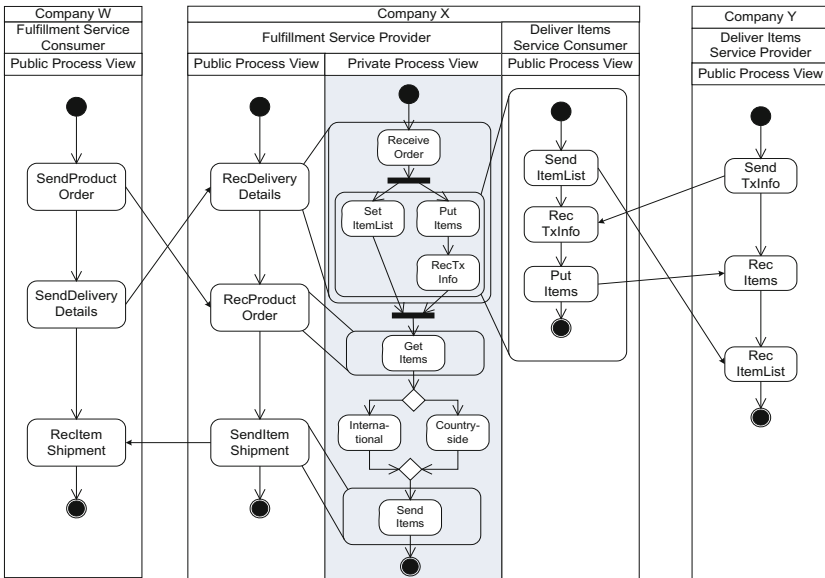 Company W
Fulfillment Service
Consumer
Public Process View
SendProduct
Order
SendDelivery
Details
RecItem
Shipment
Company X
Fulfillment Service Provider
Public Process View
RecDelivery
Details
RecProduct
Order
SendItem
Shipment
Private Process View
Receive
Order
Set
ItemList
Put
Items
RecTx
Info
Get
Items
Interna-
tional
Country-
side
Send
Items
Deliver Items
Service Consumer
Public Process View
Send
ItemList
Rec
TxInfo
Put
Items
Company Y
Deliver Items
Service Provider
Public Process View
Send
TxInfo
Rec
Items
Rec
ItemList